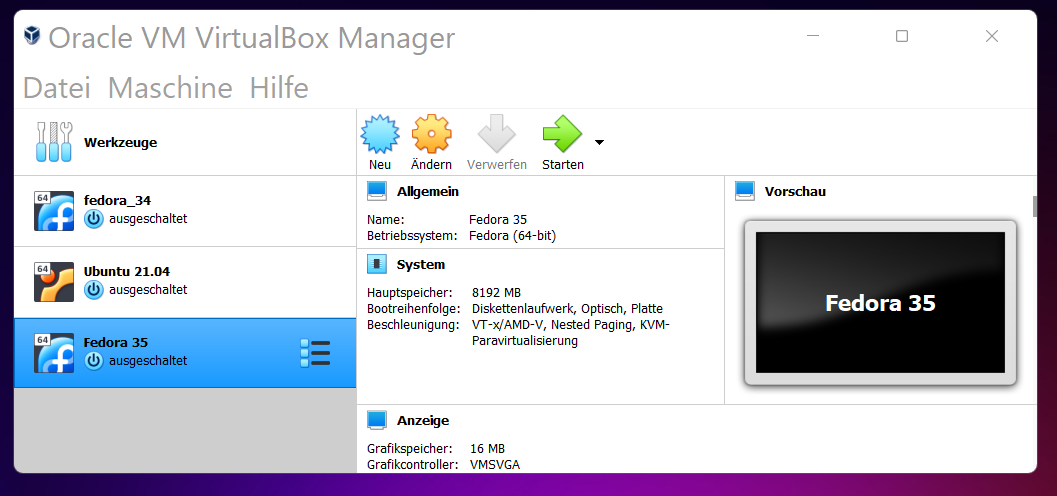 Oracle VM VirtualBox Manager
Datei Maschine Hilfe
Werkzeuge
Neu Ändern Verwerfen Starten
64
fedora_34
ausgeschaltet
64
Ubuntu 21.04
ausgeschaltet
64
Fedora 35
ausgeschaltet
Allgemein
Name: Fedora 35
Betriebssystem: Fedora (64-bit)
System
Hauptspeicher: 8192 MB
Bootreihenfolge: Diskettenlaufwerk, Optisch, Platte
Beschleunigung: VT-x/AMD-V, Nested Paging, KVM-
Paravirtualisierung
Vorschau
Fedora 35
Anzeige
Grafikspeicher: 16 MB
Grafikcontroller: VMSVGA